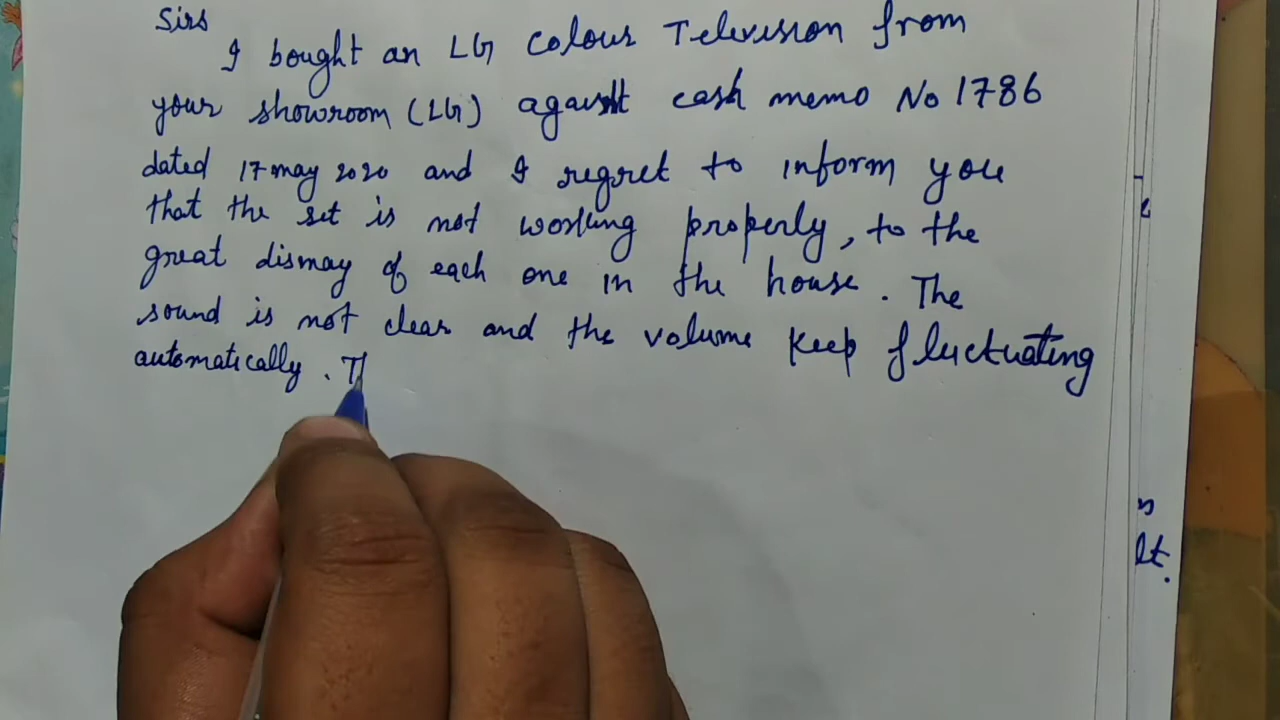 Sirs
I bought an LG Colour Television from
your showroom (LG) against cash memo No 1786
dated 17 may 2020 and I regret to inform you
that the set is not working properly, to the
great dismay of each one in the house. The
sound is not clear and the volume keep fluctuating
automatically. Th
n
lt.